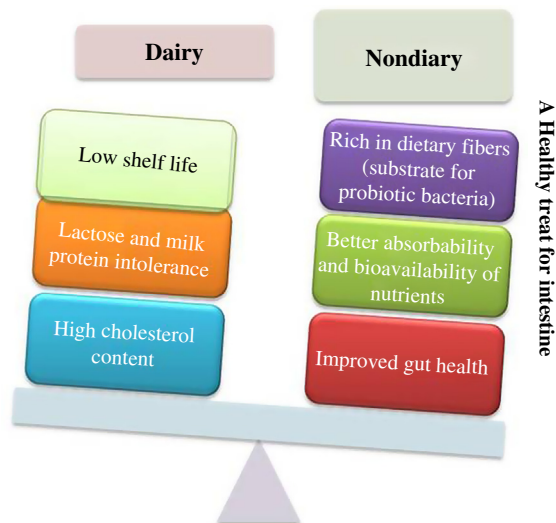 Dairy
Nondiary
Low shelf life
Lactose and milk
protein intolerance
High cholesterol
content
Rich in dietary fibers
(substrate for
probiotic bacteria)
Better absorbability
and bioavailability of
nutrients
Improved gut health
A Healthy treat for intestine